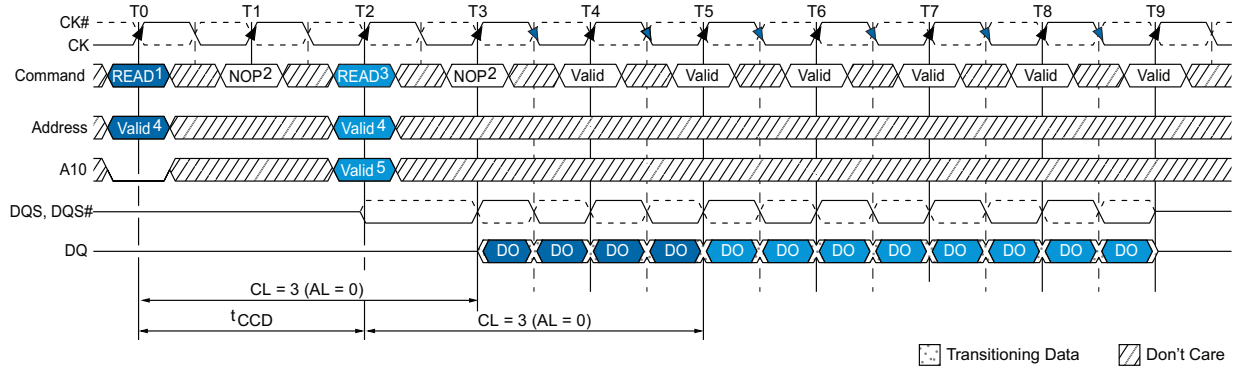 T0 T1 T2 T3 T4 T5 T6 T7 T8 T9
CK#
CK
Command READ1 NOP2 READ3 NOP2 Valid Valid Valid Valid Valid Valid
Address Valid4 Valid4
A10 Valid5
DQS, DQS#
DQ DO DO DO DO DO DO DO DO DO DO DO DO
CL = 3 (AL = 0)
tCCD CL = 3 (AL = 0)
Transitioning Data Don't Care